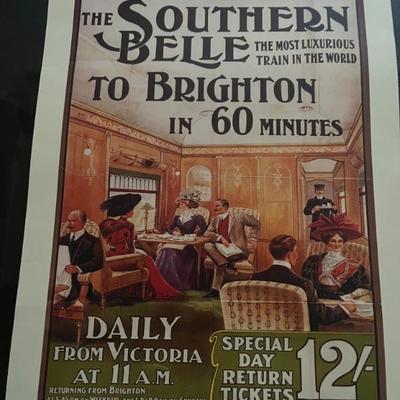 THE SOUTHERN
BELLE THE MOST LUXURIOUS
TRAIN IN THE WORLD
TO BRIGHTON
IN 60 MINUTES
DAILY
FROM VICTORIA
AT 11 A.M.
RETURNING FROM BRIGHTON
SPECIAL
DAY
RETURN
TICKETS
12/-